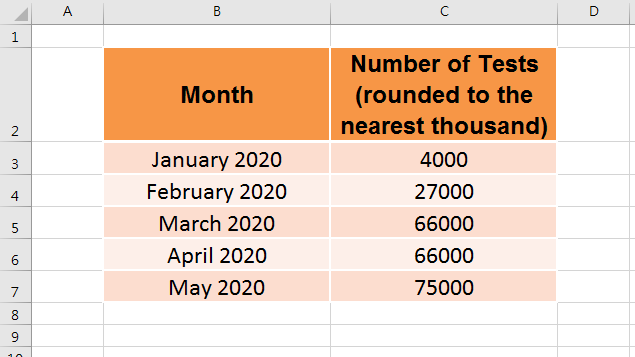 A B C D
1
Month
Number of Tests
(rounded to the
nearest thousand)
2
3 January 2020 4000
4 February 2020 27000
5 March 2020 66000
6 April 2020 66000
7 May 2020 75000
8
9
10